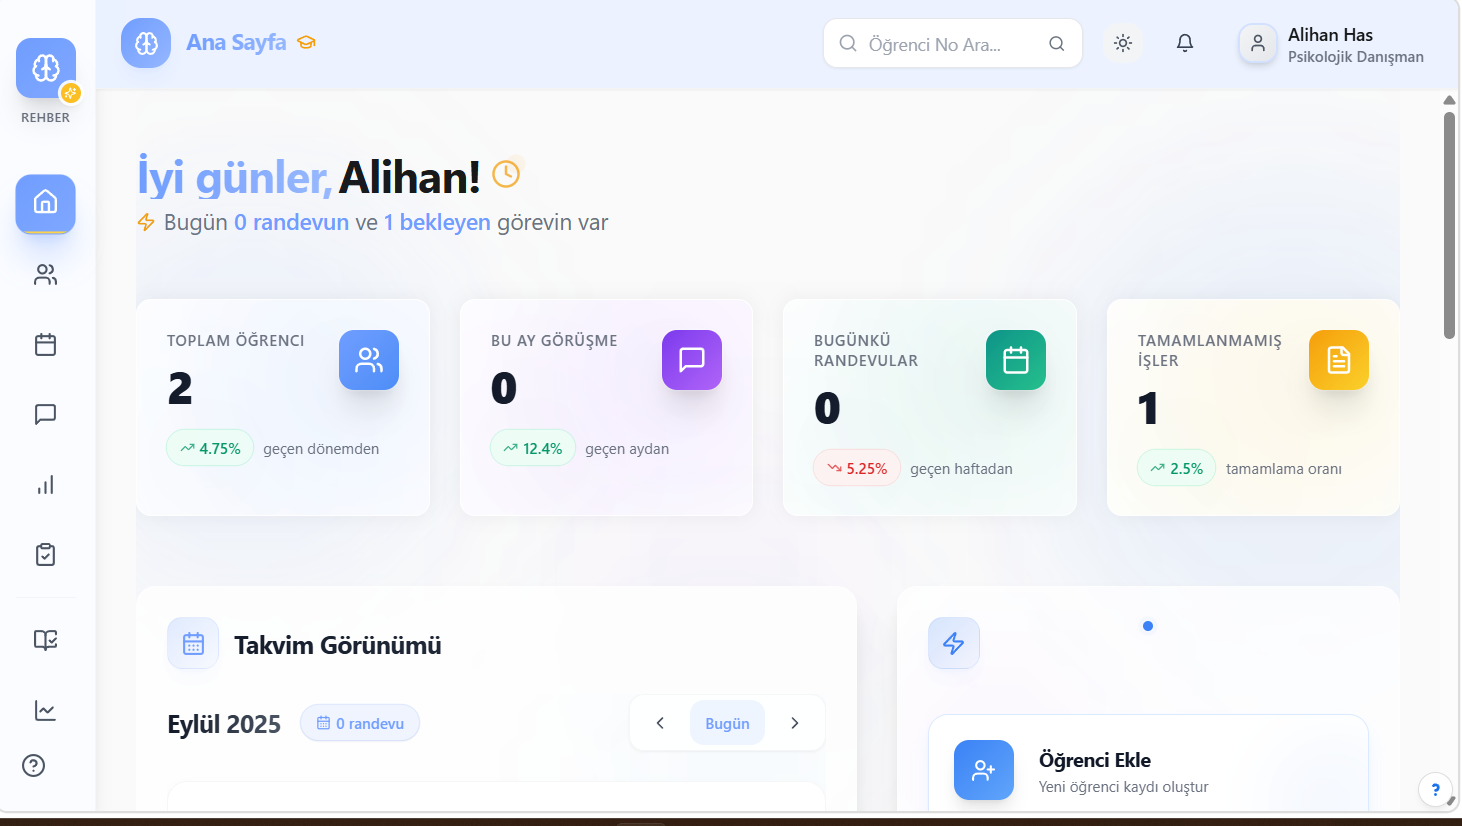 REHBER
Ana Sayfa
Öğrenci No Ara...
Alihan Has
Psikolojik Danışman
İyi günler, Alihan!
Bugün 0 randevun ve 1 bekleyen görevin var
TOPLAM ÖĞRENCI
2
4.75% geçen dönemden
BU AY GÖRÜŞME
0
12.4% geçen aydan
BUGÜNKÜ
RANDEVULAR
0
5.25% geçen haftadan
TAMAMLANMAMIŞ
İŞLER
1
2.5% tamamlama oranı
Takvim Görünümü
Eylül 2025
0 randevu
Bugün
Öğrenci Ekle
Yeni öğrenci kaydı oluştur
?